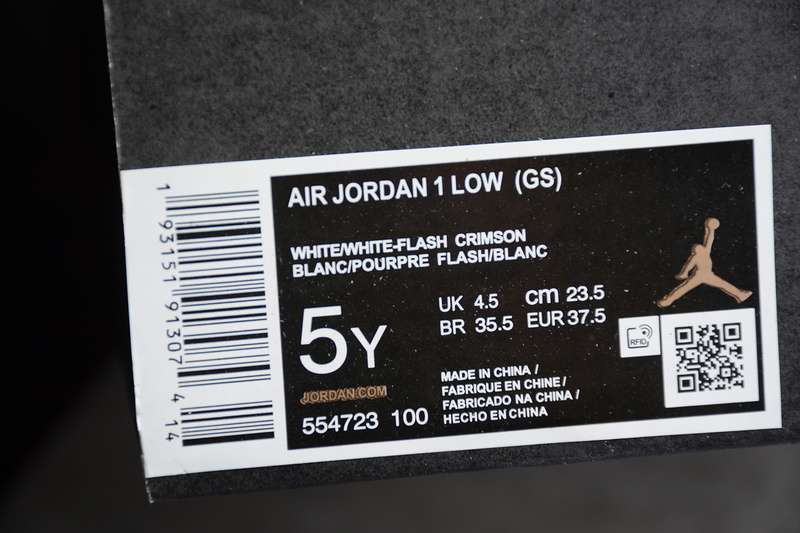 AIR JORDAN 1 LOW (GS)
WHITE/WHITE-FLASH CRIMSON
BLANC/POURPRE FLASH/BLANC
5Y
UK 4.5 cm 23.5
BR 35.5 EUR 37.5
JORDAN.COM
554723 100
MADE IN CHINA /
FABRIQUE EN CHINE /
FABRICADO NA CHINA /
HECHO EN CHINA
RFID
1 93151 91307 4 14